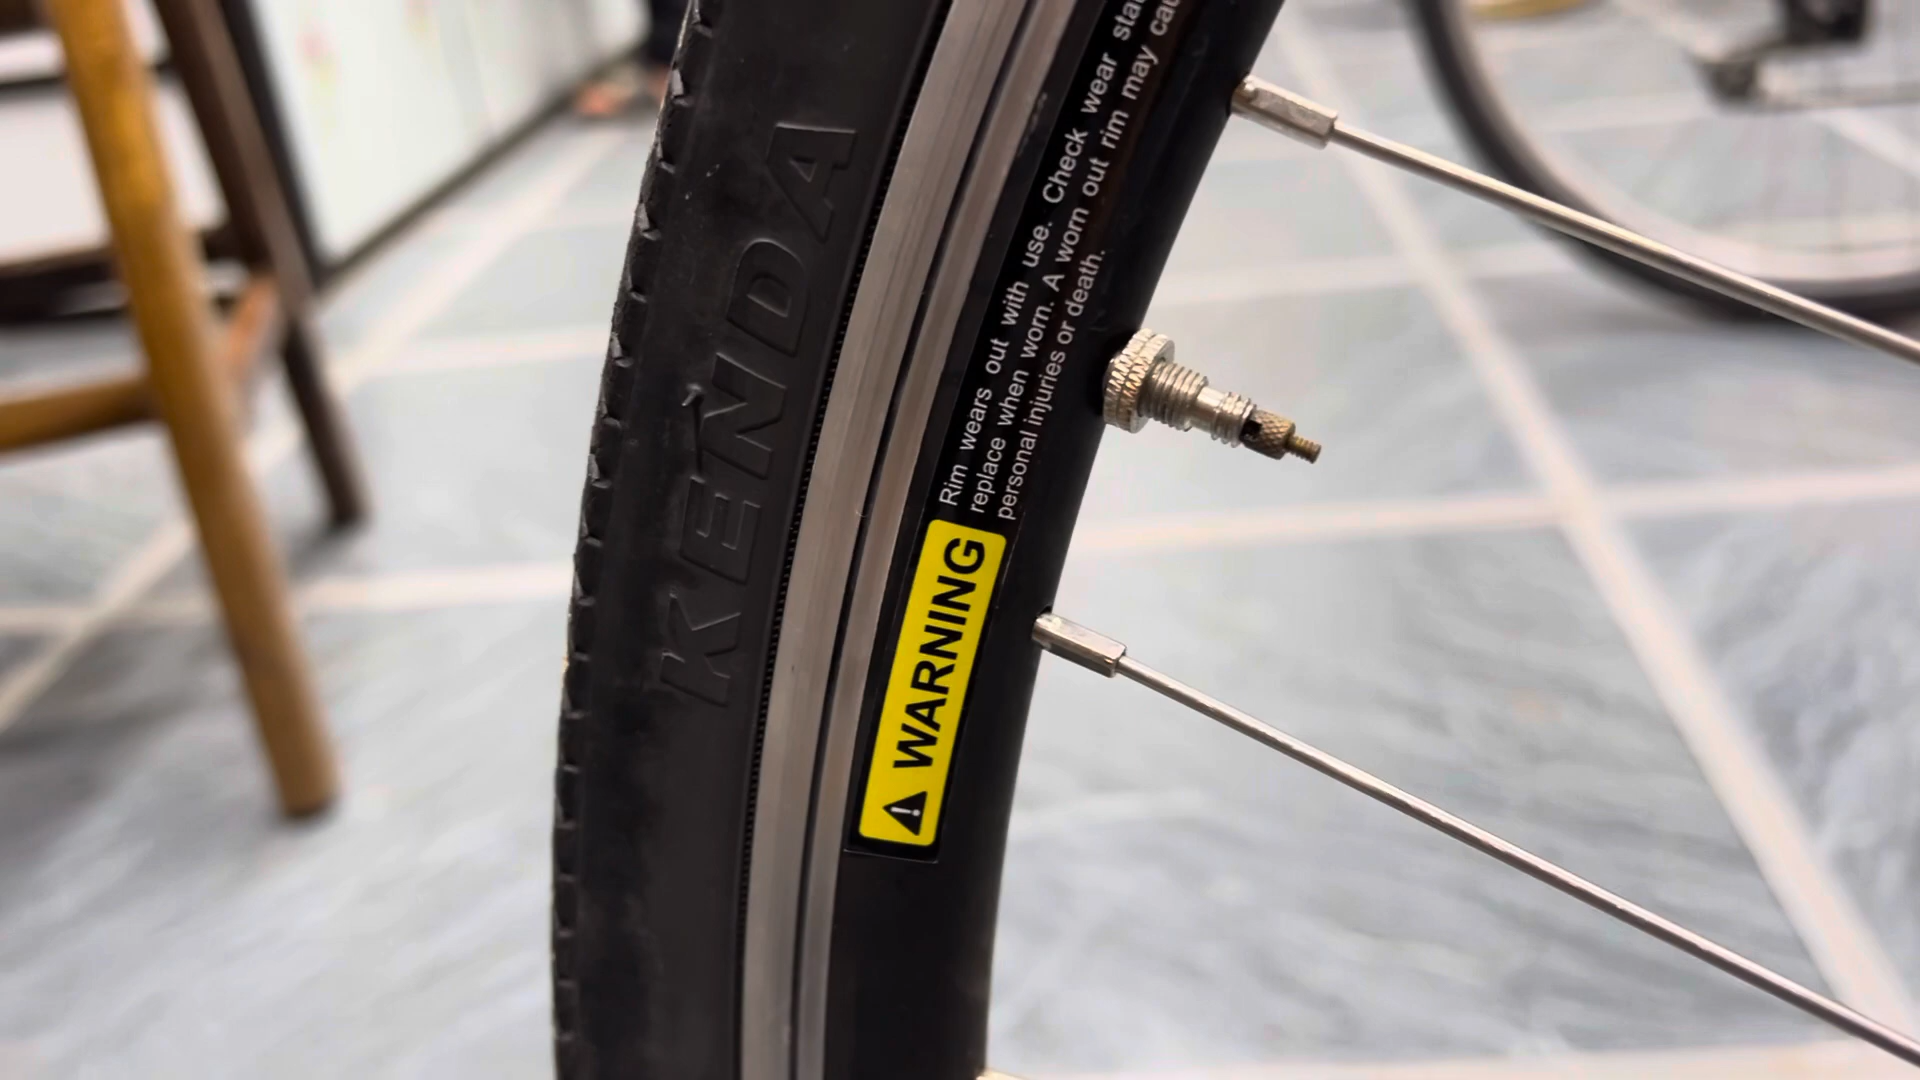 KENDA
WARNING
Rim wears out with use. Check wear
replace when worn. A worn out rim may
personal injuries or death.